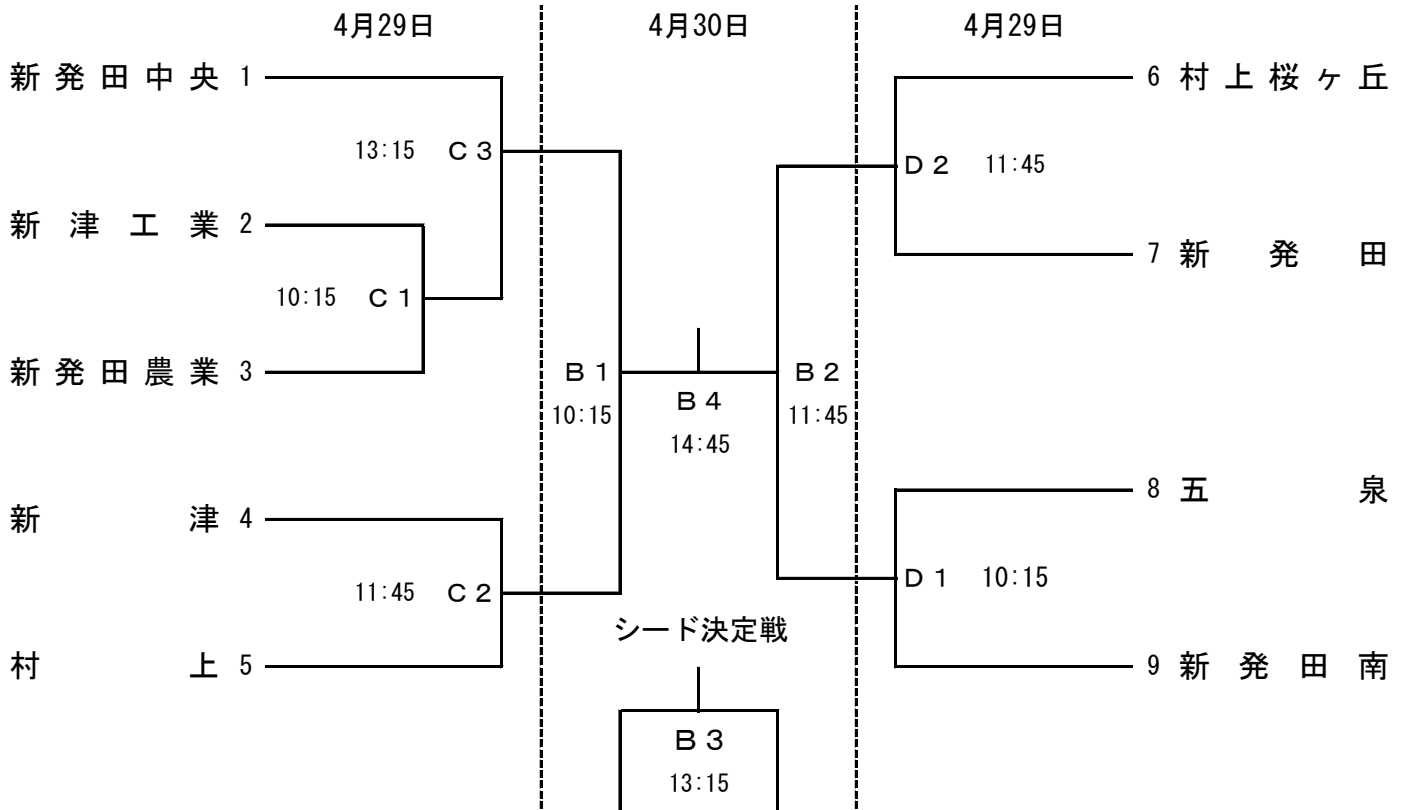 4月29日 4月30日 4月29日
新発田中央 1 6 村上桜ヶ丘
13:15 C3 D2 11:45
新津工業 2
7 新発田
10:15 C1
新発田農業 3 B1 B2
B4
10:15 11:45
14:45
8 五泉
新津 4
D1 10:15
11:45 C2
シード決定戦
村上 5 9 新発田南
B3
13:15